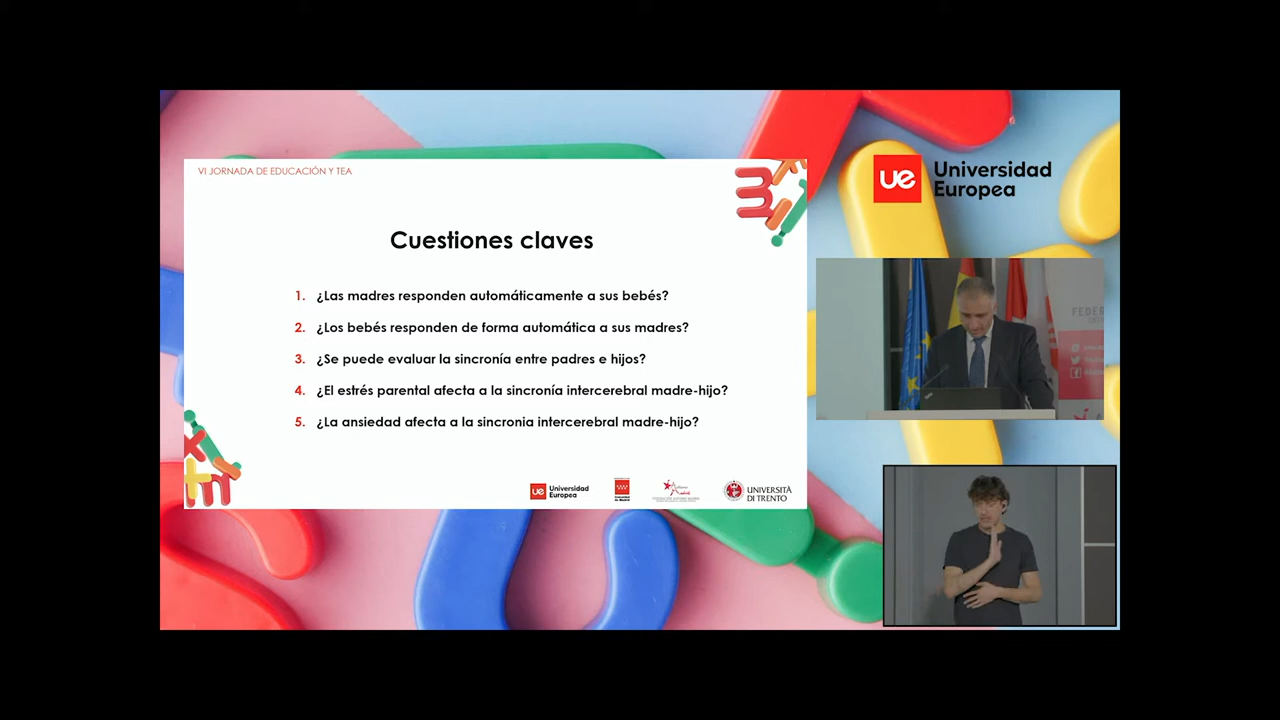 VI JORNADA DE EDUCACIÓN Y TEA
Cuestiones claves
1. ¿Las madres responden automáticamente a sus bebés?
2. ¿Los bebés responden de forma automática a sus madres?
3. ¿Se puede evaluar la sincronía entre padres e hijos?
4. ¿El estrés parental afecta a la sincronía intercerebral madre-hijo?
5. ¿La ansiedad afecta a la sincronia intercerebral madre-hijo?
ue Universidad
Europea
UNIVERSITÀ
DI TRENTO
ue Universidad
Europea
FEDER